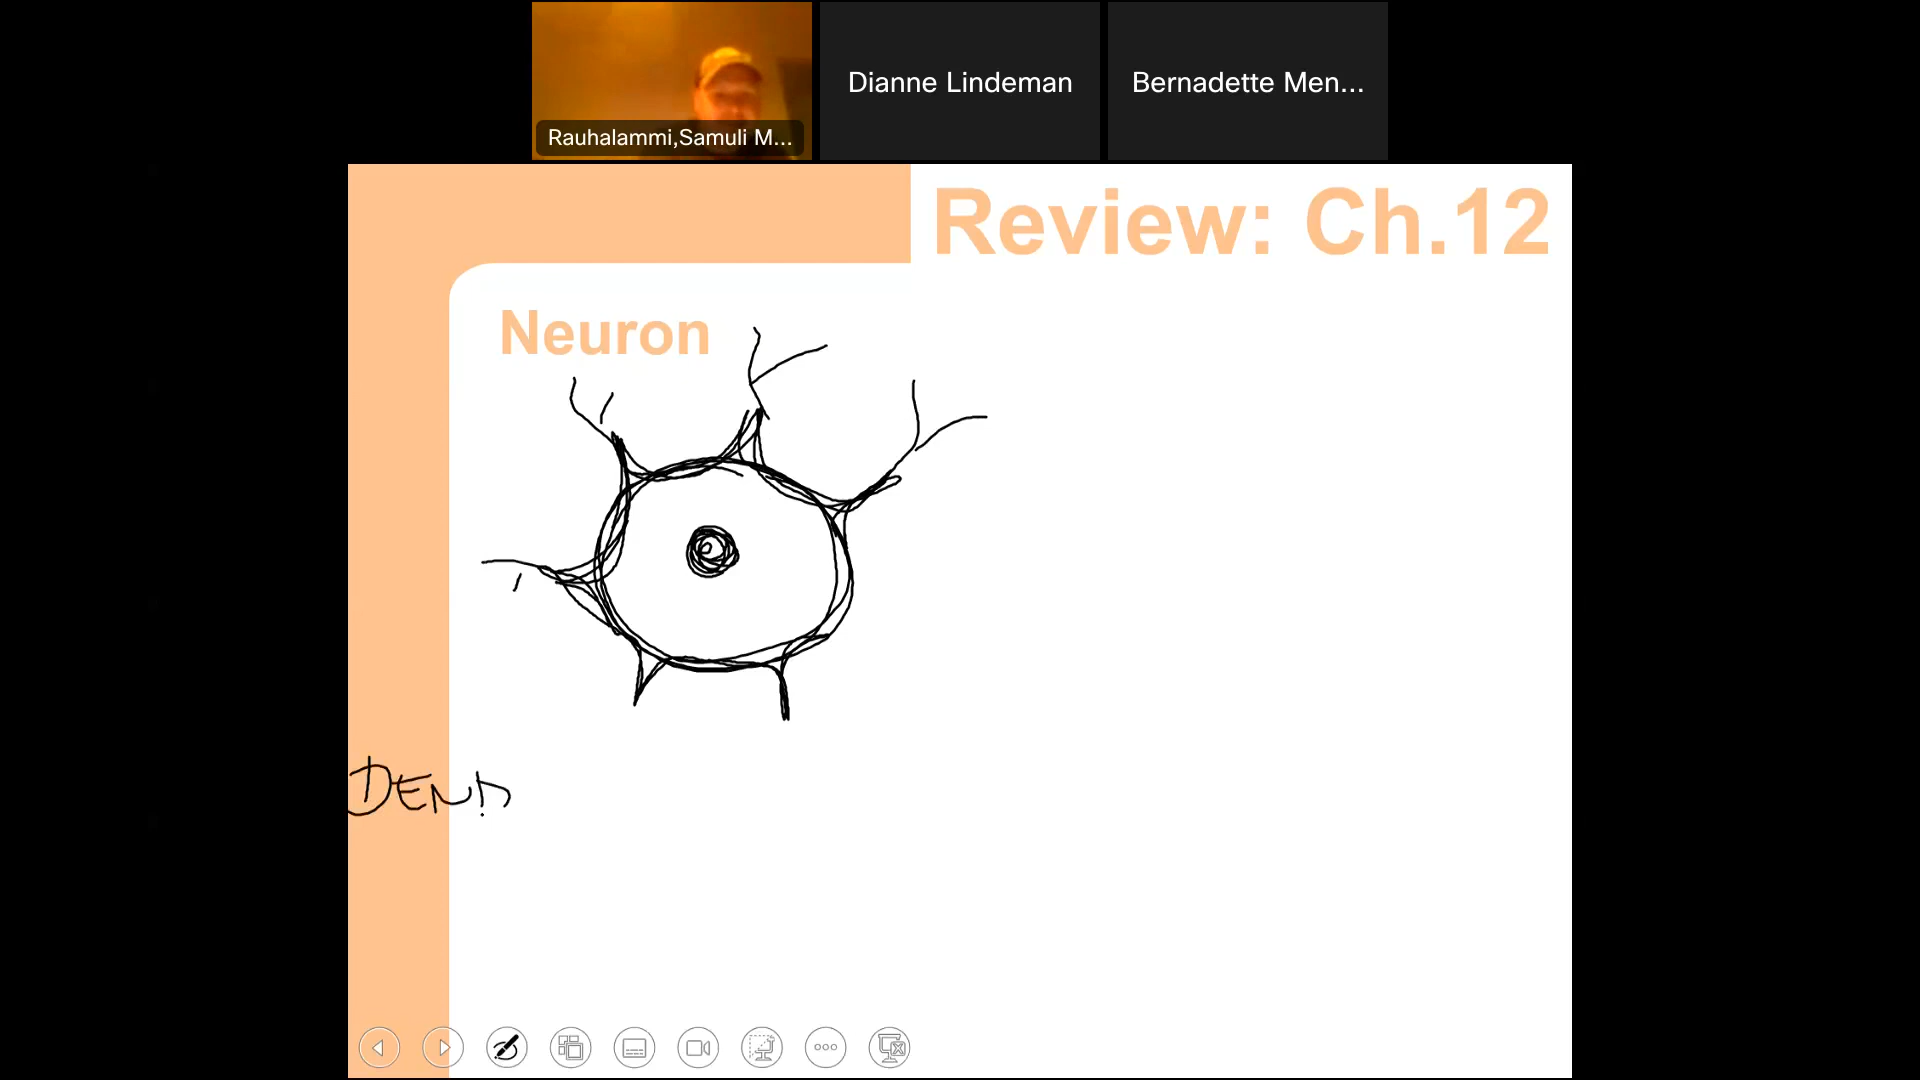 Dianne Lindeman
Bernadette Men...
Rauhalammi,Samuli M...
Review: Ch.12
Neuron
DEND